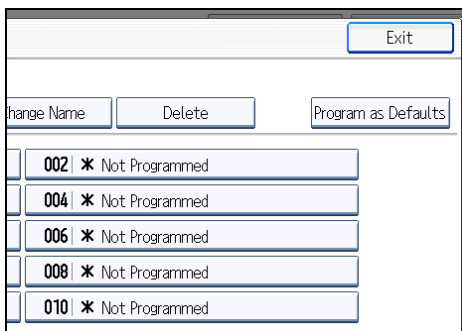 Exit
Change Name Delete Program as Defaults
002 * Not Programmed
004 * Not Programmed
006 * Not Programmed
008 * Not Programmed
010 * Not Programmed